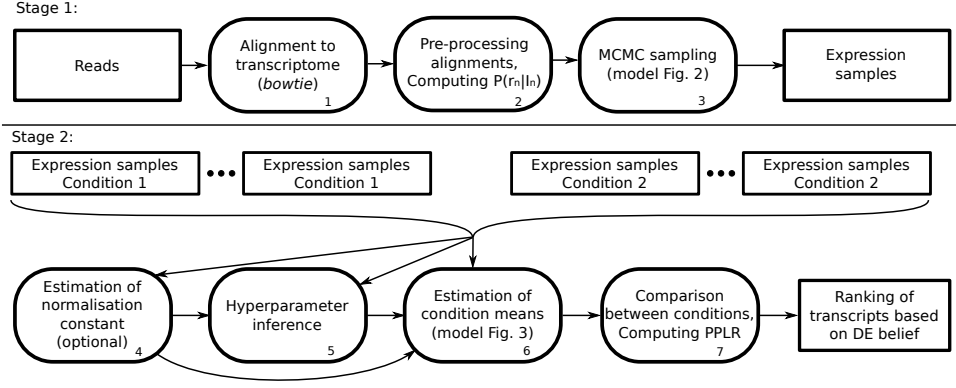 Stage 1:
Reads
Alignment to
transcriptome
(bowtie)
1
Pre-processing
alignments,
Computing P(rₙ|Iₙ)
2
MCMC sampling
(model Fig. 2)
3
Expression
samples
Stage 2:
Expression samples
Condition 1
•••
Expression samples
Condition 1
Expression samples
Condition 2
•••
Expression samples
Condition 2
Estimation of
normalisation
constant
(optional)
4
Hyperparameter
inference
5
Estimation of
condition means
(model Fig. 3)
6
Comparison
between conditions,
Computing PPLR
7
Ranking of
transcripts based
on DE belief